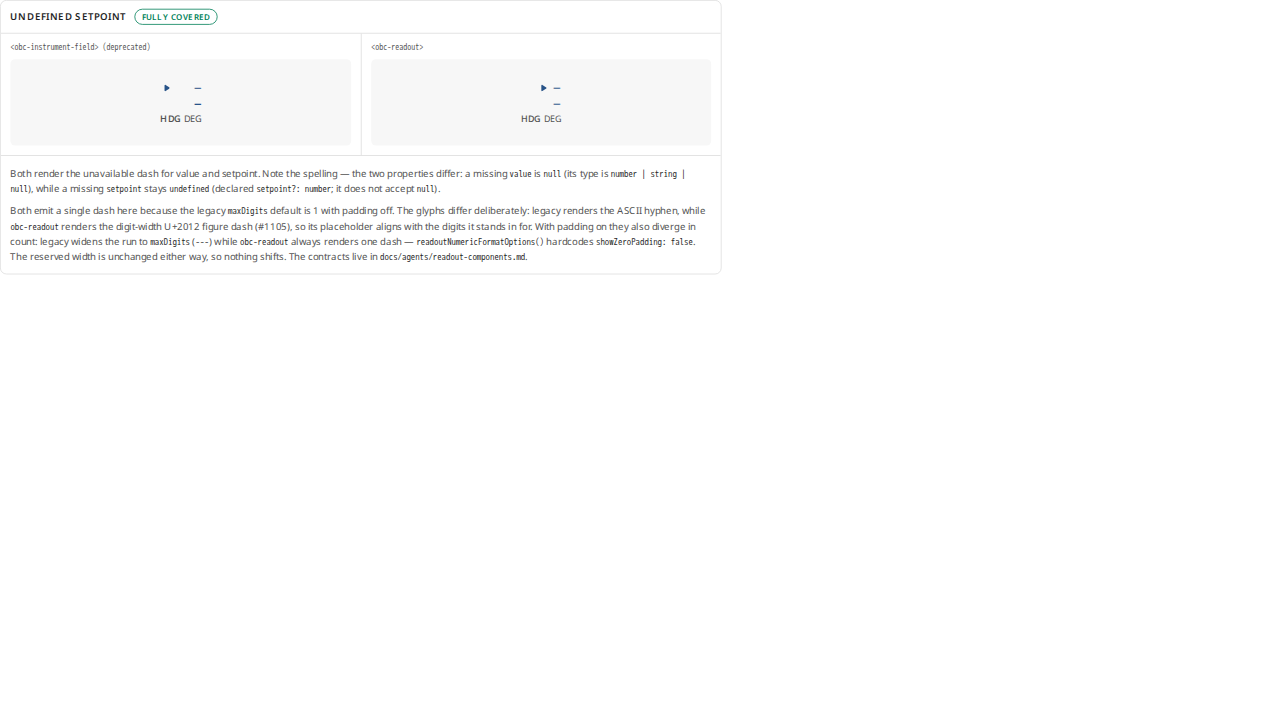 UNDEFINED SETPOINT FULLY COVERED
<obc-instrument-field> (deprecated)
– 
–
HDG DEG
<obc-readout>
–
–
HDG DEG
Both render the unavailable dash for value and setpoint. Note the spelling — the two properties differ: a missing value is null (its type is number | string |
null), while a missing setpoint stays undefined (declared setpoint?: number; it does not accept null).
Both emit a single dash here because the legacy maxDigits default is 1 with padding off. The glyphs differ deliberately: legacy renders the ASCII hyphen, while
obc-readout renders the digit-width U+2012 figure dash (#1105), so its placeholder aligns with the digits it stands in for. With padding on they also diverge in
count: legacy widens the run to maxDigits (---) while obc-readout always renders one dash — readoutNumericFormatOptions() hardcodes showZeroPadding: false.
The reserved width is unchanged either way, so nothing shifts. The contracts live in docs/agents/readout-components.md.